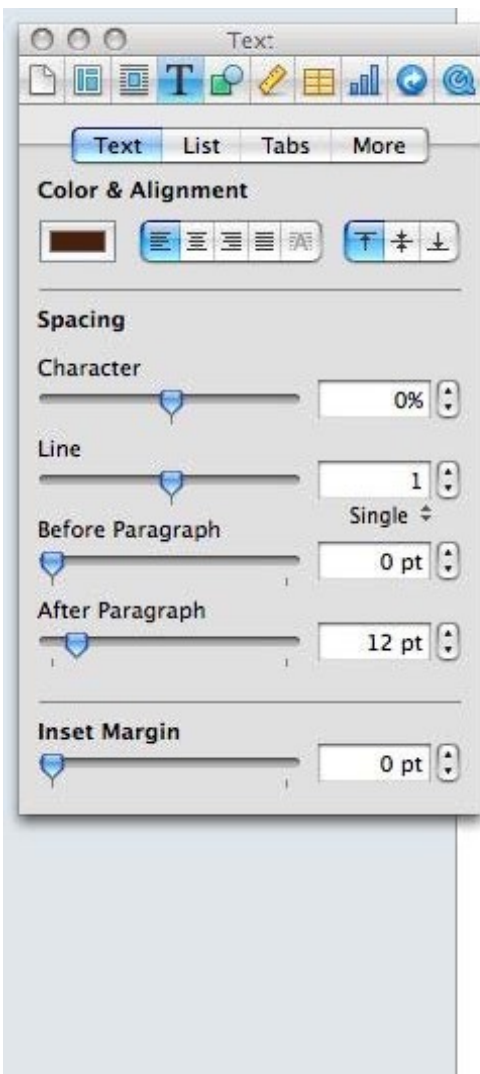 Text
T
Text List Tabs More
Color & Alignment
A
Spacing
Character
0%
Line
1
Single
Before Paragraph
0 pt
After Paragraph
12 pt
Inset Margin
0 pt